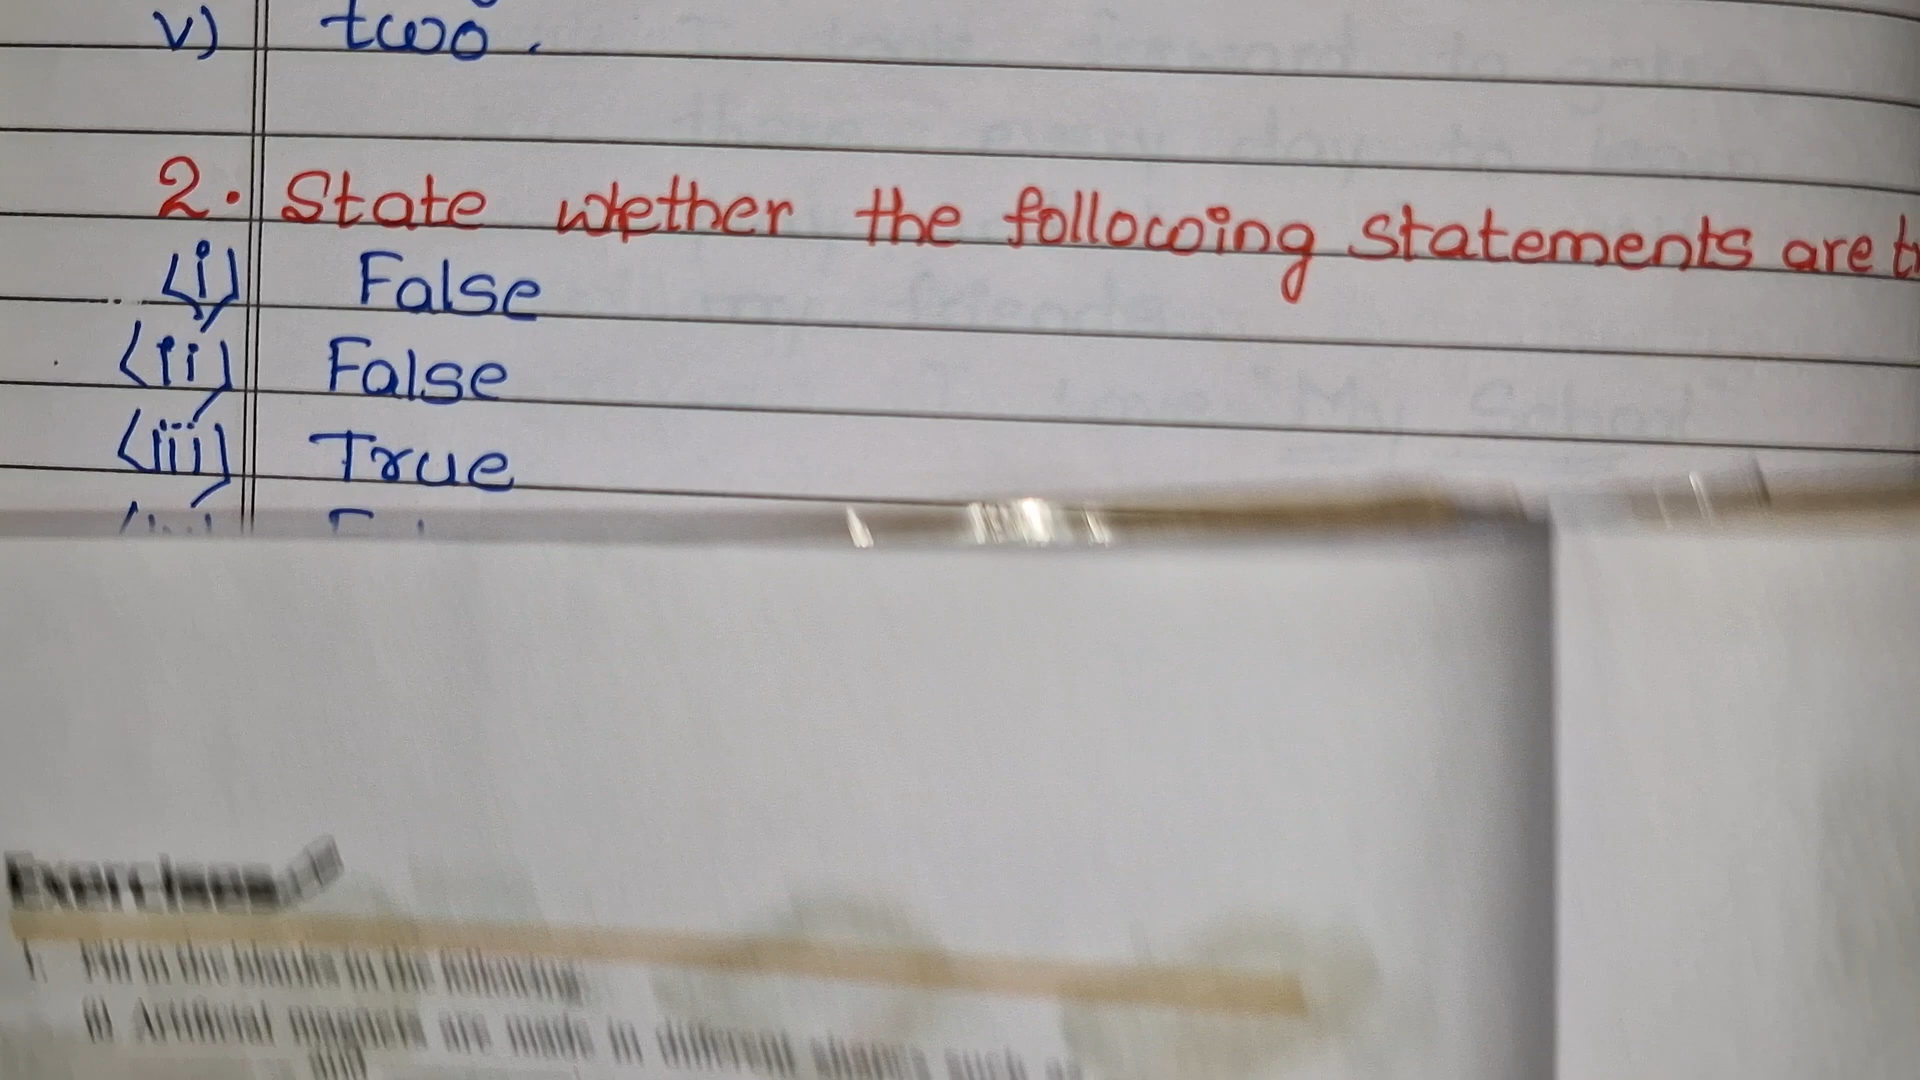 v) two.
2. State wether the following statements are
(i) False
(ii) False
(iii) True
Exercises
1. Fill in the blanks in the following
i) Artificial magnets are made in different shapes such as